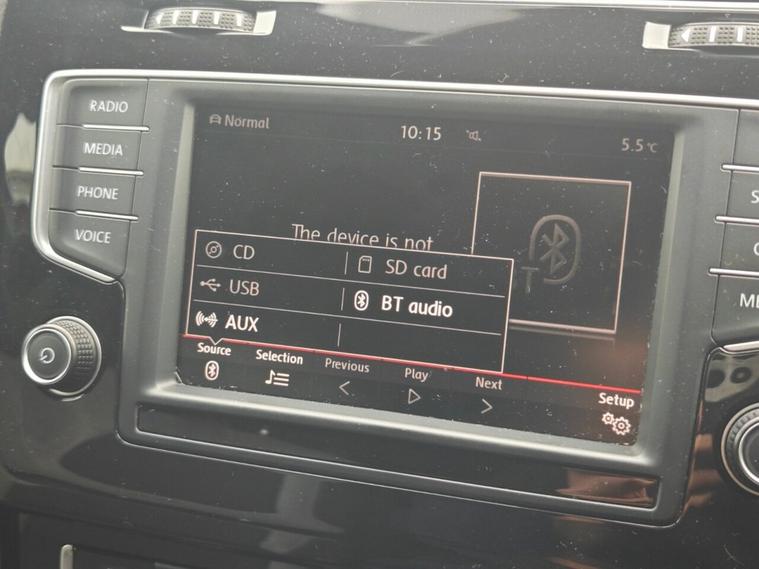 RADIO
MEDIA
PHONE
VOICE
Normal
10:15
5.5°C
The device is not
CD
SD card
USB
BT audio
AUX
Source
Selection
Previous
Play
Next
Setup